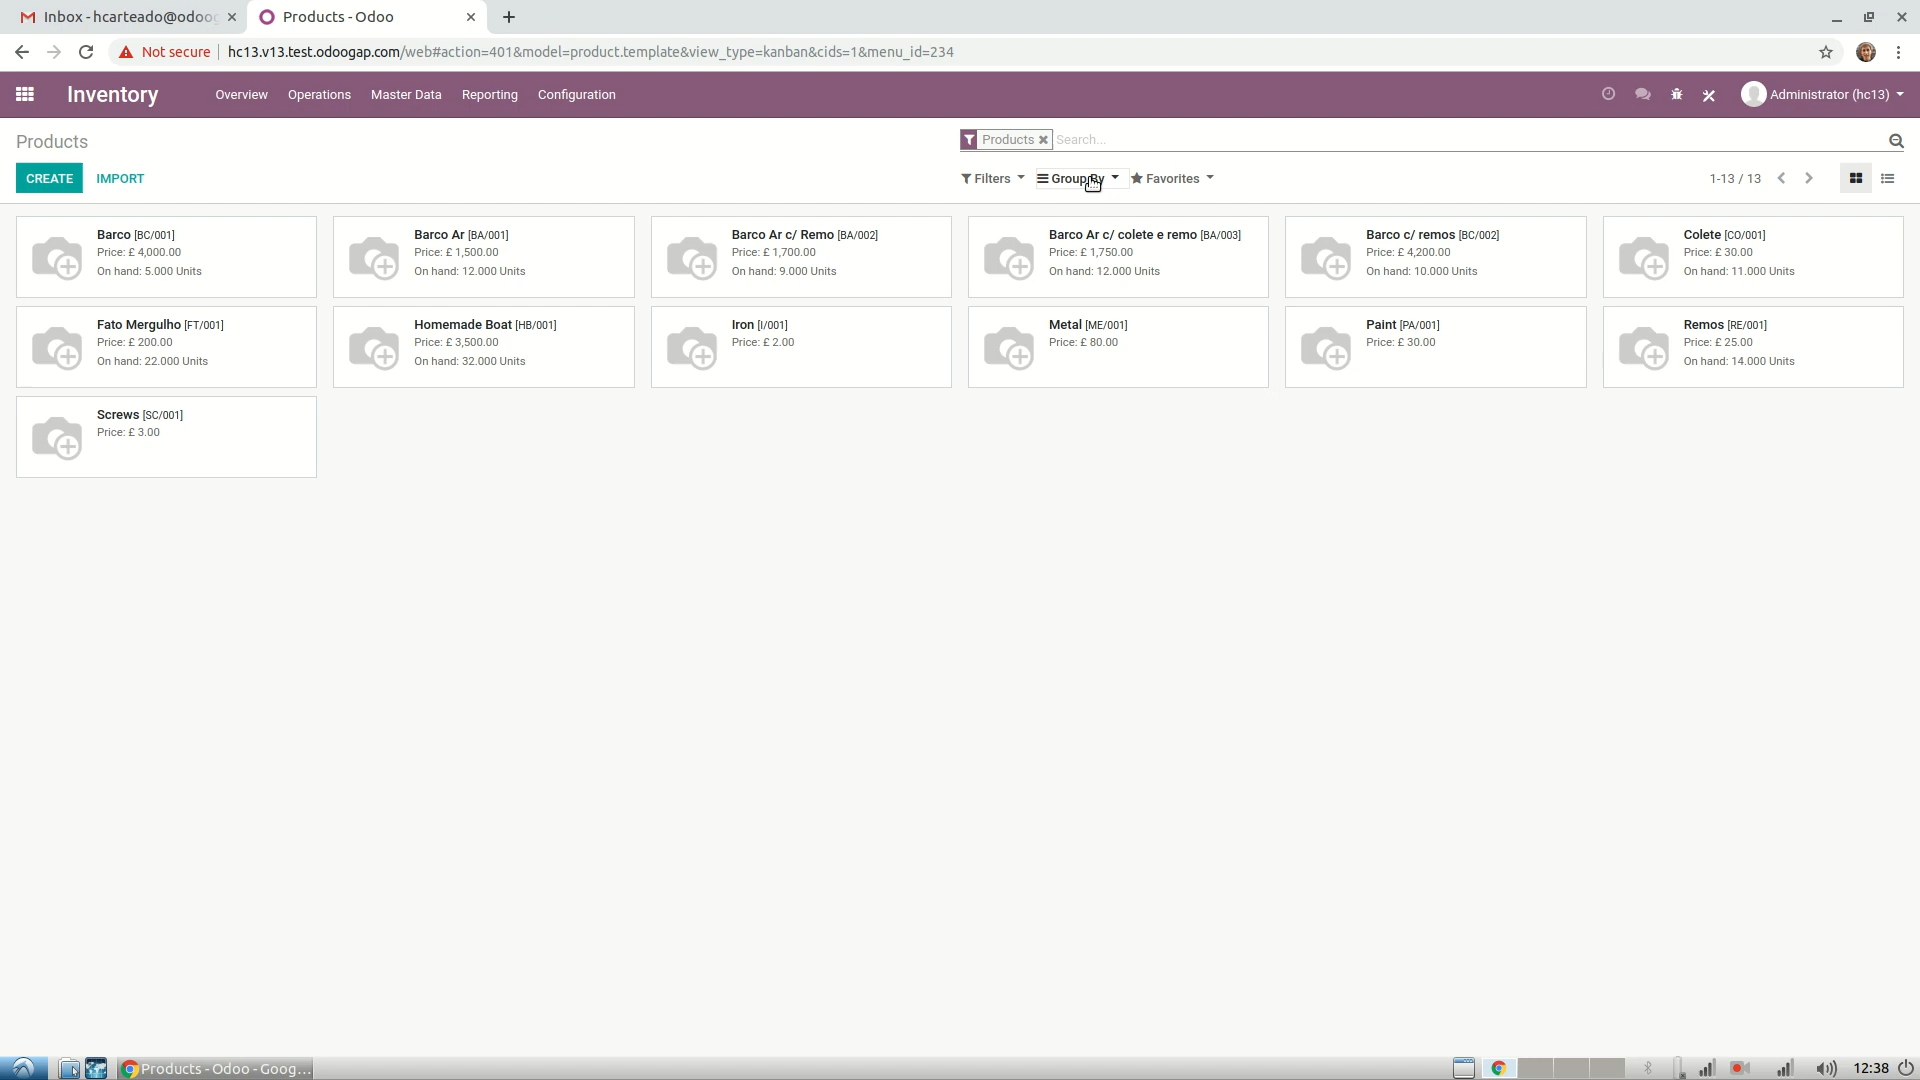 Inbox - hcarteado@odoog
Products - Odoo
Not secure
hc13.v13.test.odoogap.com/web#action=401&model=product.template&view_type=kanban&cids=1&menu_id=234
Inventory
Overview
Operations
Master Data
Reporting
Configuration
Administrator (hc13)
Products
Products
Search...
CREATE
IMPORT
Filters
Group By
Favorites
1-13 / 13
Barco [BC/001]
Price: £ 4,000.00
On hand: 5.000 Units
Barco Ar [BA/001]
Price: £ 1,500.00
On hand: 12.000 Units
Barco Ar c/ Remo [BA/002]
Price: £ 1,700.00
On hand: 9.000 Units
Barco Ar c/ colete e remo [BA/003]
Price: £ 1,750.00
On hand: 12.000 Units
Barco c/ remos [BC/002]
Price: £ 4,200.00
On hand: 10.000 Units
Colete [CO/001]
Price: £ 30.00
On hand: 11.000 Units
Fato Mergulho [FT/001]
Price: £ 200.00
On hand: 22.000 Units
Homemade Boat [HB/001]
Price: £ 3,500.00
On hand: 32.000 Units
Iron [I/001]
Price: £ 2.00
Metal [ME/001]
Price: £ 80.00
Paint [PA/001]
Price: £ 30.00
Remos [RE/001]
Price: £ 25.00
On hand: 14.000 Units
Screws [SC/001]
Price: £ 3.00
Products - Odoo - Goog...
12:38